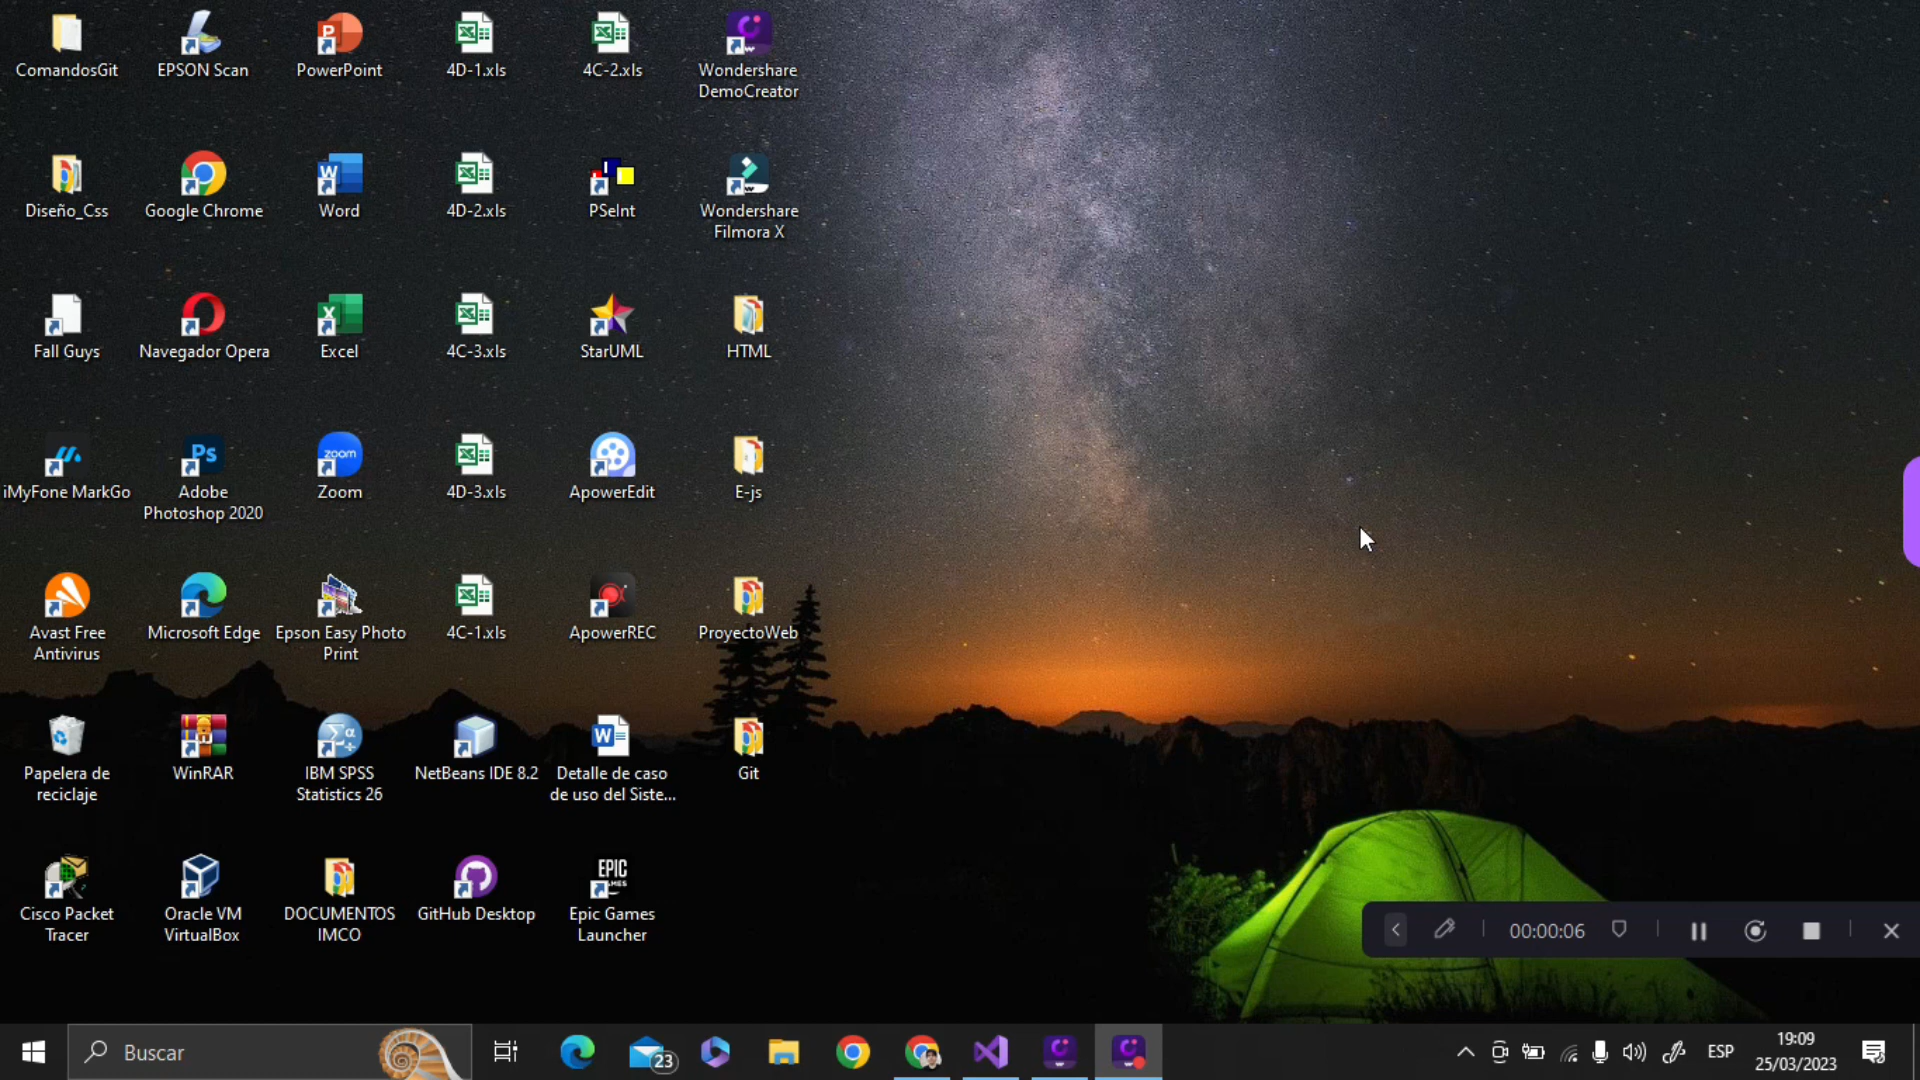 ComandosGit
EPSON Scan
PowerPoint
4D-1.xls
4C-2.xls
Wondershare
DemoCreator
Diseño_Css
Google Chrome
Word
4D-2.xls
PSeInt
Wondershare
Filmora X
Fall Guys
Navegador Opera
Excel
4C-3.xls
StarUML
HTML
iMyFone MarkGo
Adobe
Photoshop 2020
Zoom
4D-3.xls
ApowerEdit
E-js
Avast Free
Antivirus
Microsoft Edge
Epson Easy Photo
Print
4C-1.xls
ApowerREC
ProyectoWeb
Papelera de
reciclaje
WinRAR
IBM SPSS
Statistics 26
NetBeans IDE 8.2
Detalle de caso
de uso del Siste...
Git
Cisco Packet
Tracer
Oracle VM
VirtualBox
DOCUMENTOS
IMCO
GitHub Desktop
Epic Games
Launcher
00:00:06
Buscar
23
ESP
19:09
25/03/2023